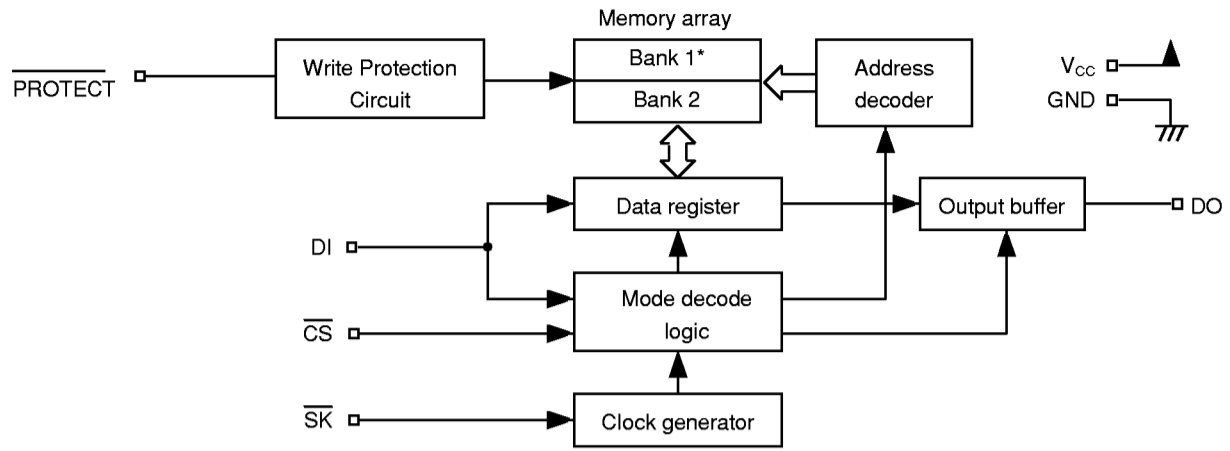 Memory array
PROTECT
Write Protection
Circuit
Bank 1*
Bank 2
Address
decoder
VCC
GND
Data register
Output buffer
DO
DI
Mode decode
logic
CS
SK
Clock generator